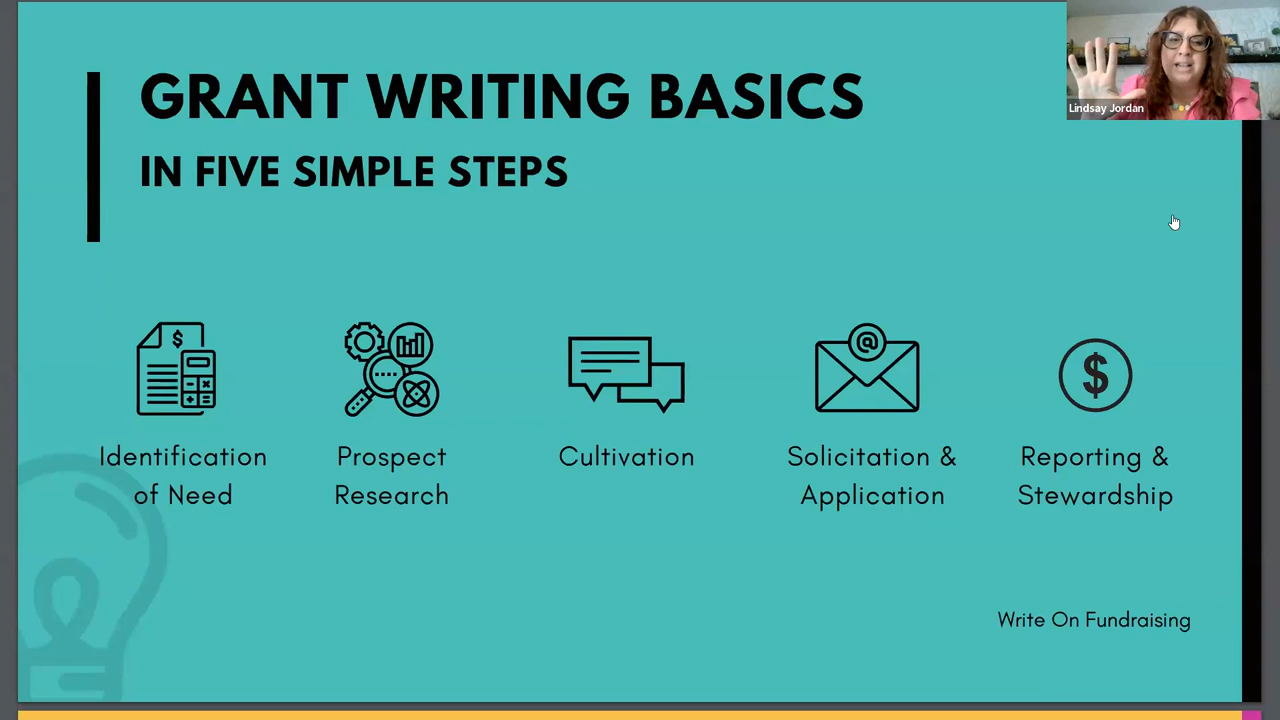 GRANT WRITING BASICS
IN FIVE SIMPLE STEPS
Lindsay Jordan
$
@
$
Identification
of Need
Prospect
Research
Cultivation
Solicitation &
Application
Reporting &
Stewardship
Write On Fundraising